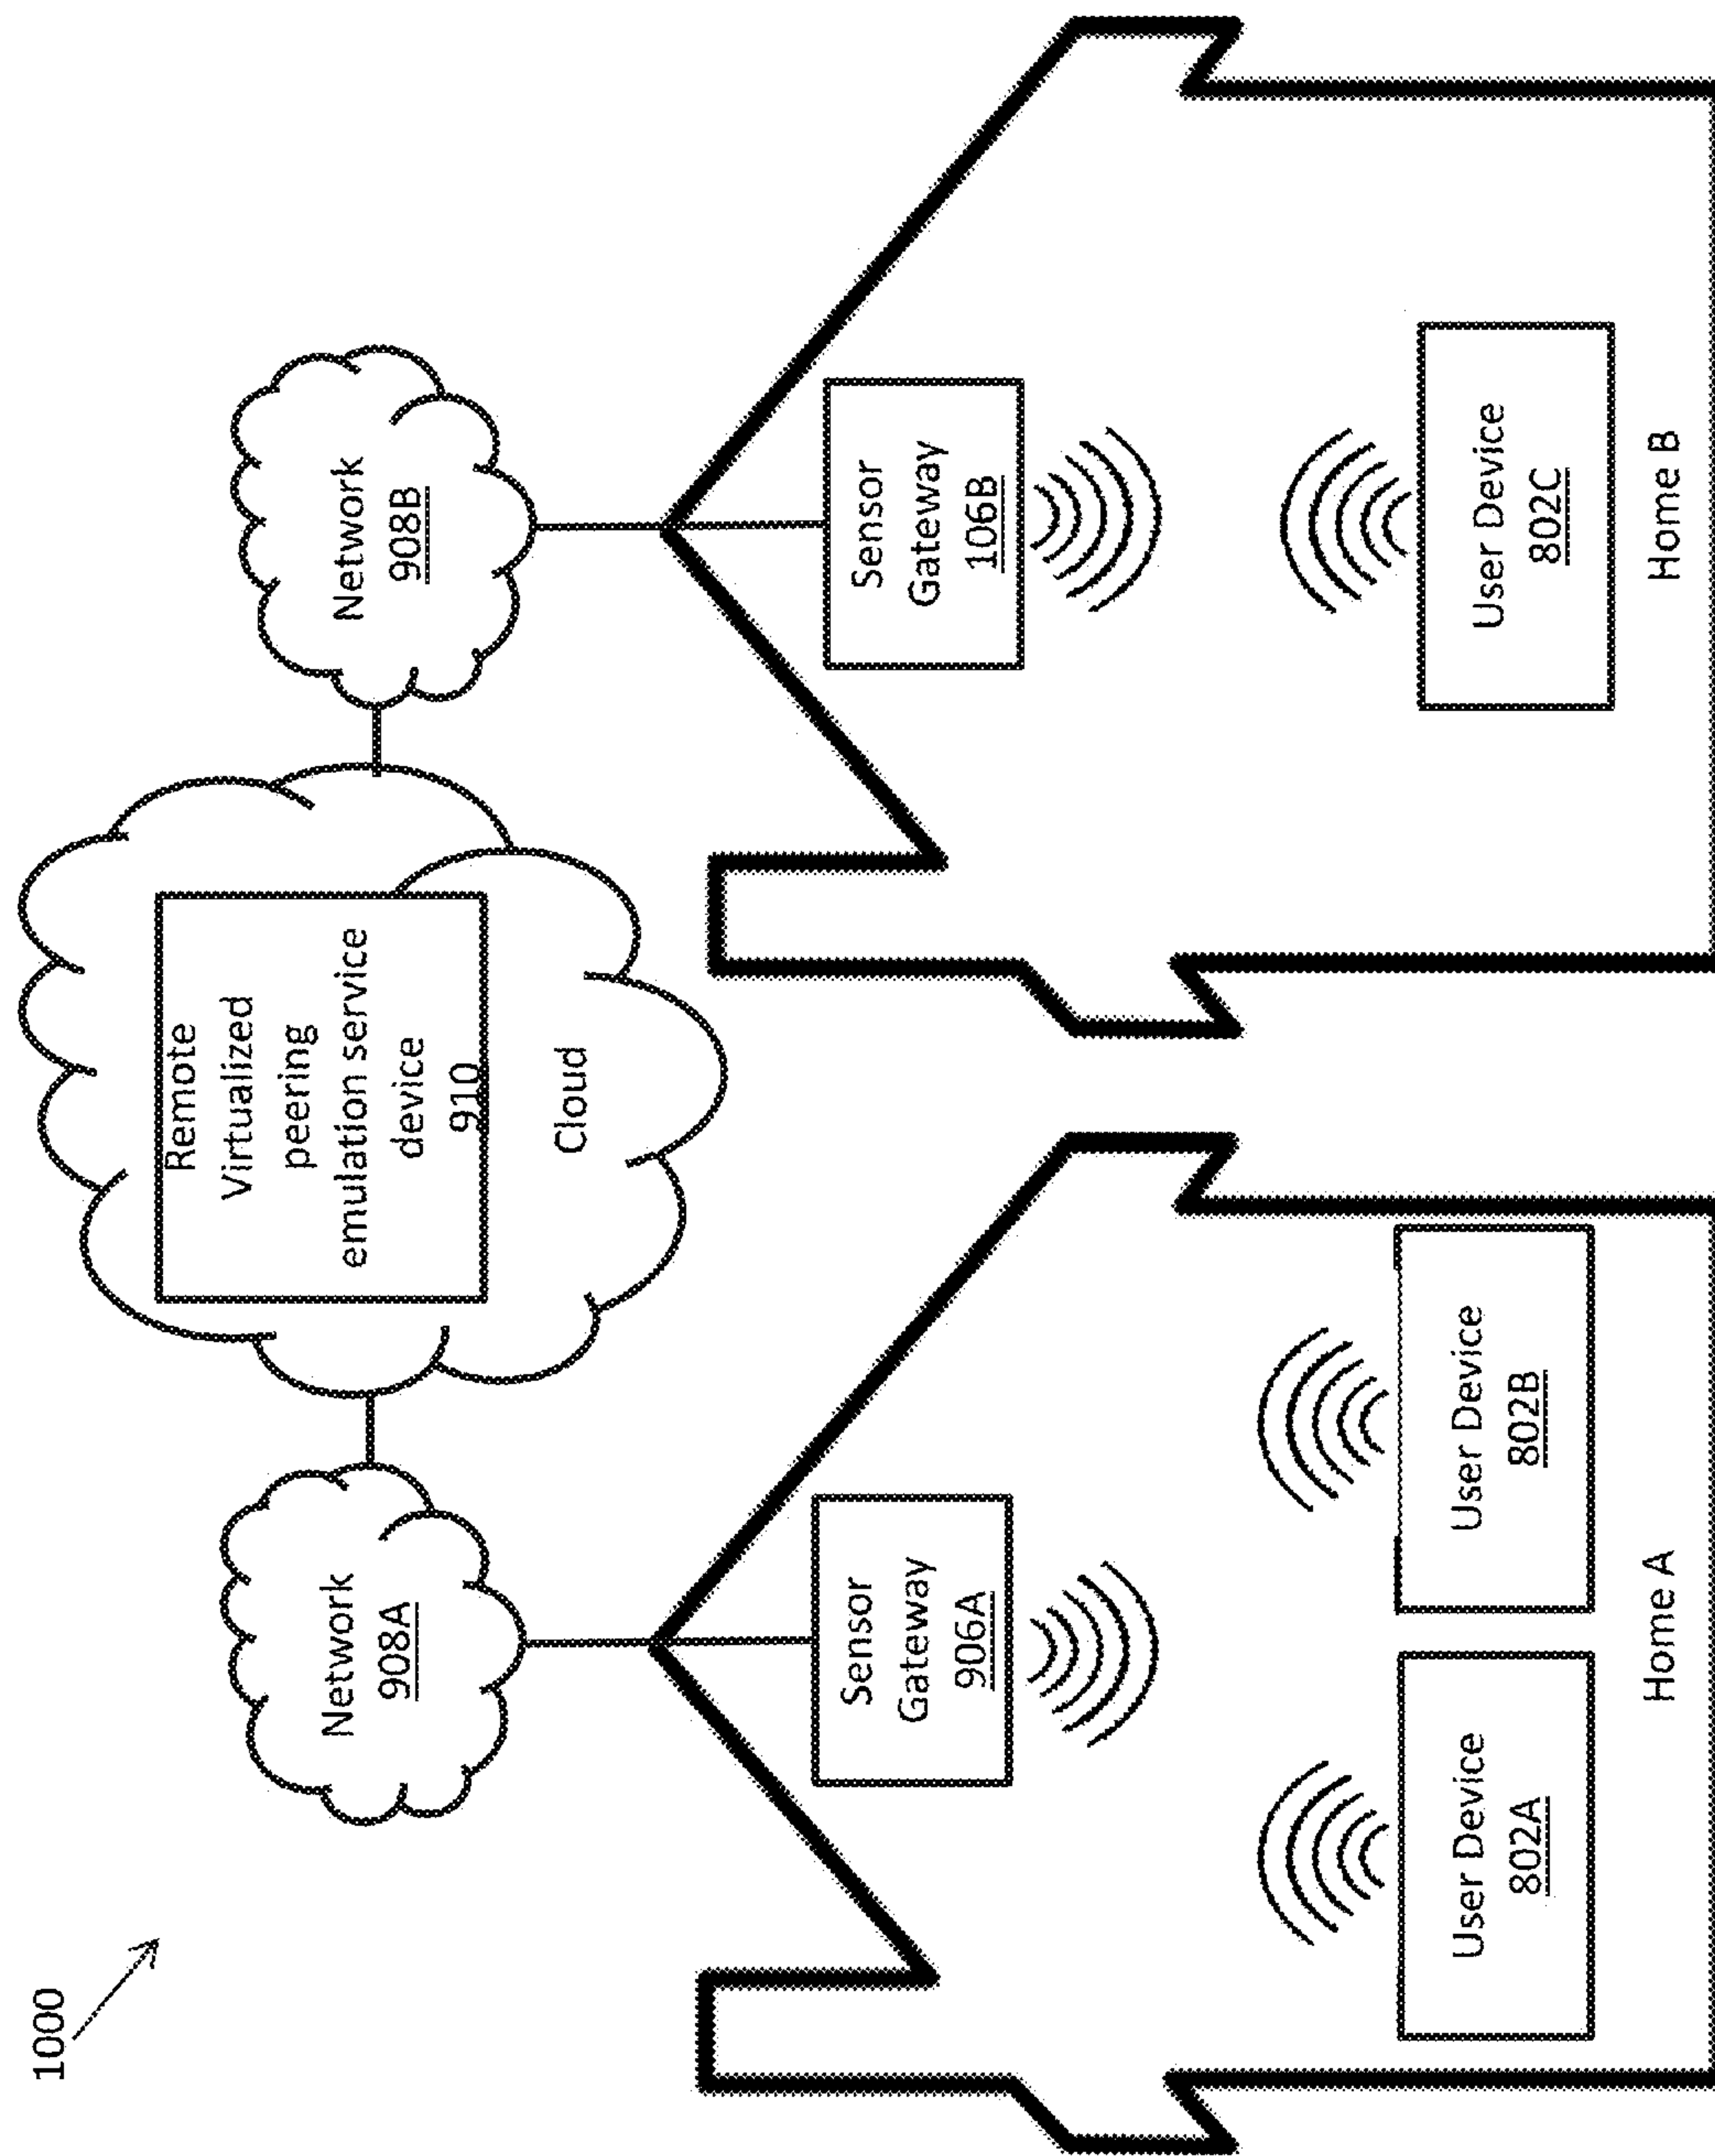 1000
Remote
Virtualized
peering
emulation service
device
910
Cloud
Network
908A
Network
908B
Sensor
Gateway
906A
User Device
802A
User Device
802B
Home A
Sensor
Gateway
106B
User Device
802C
Home B